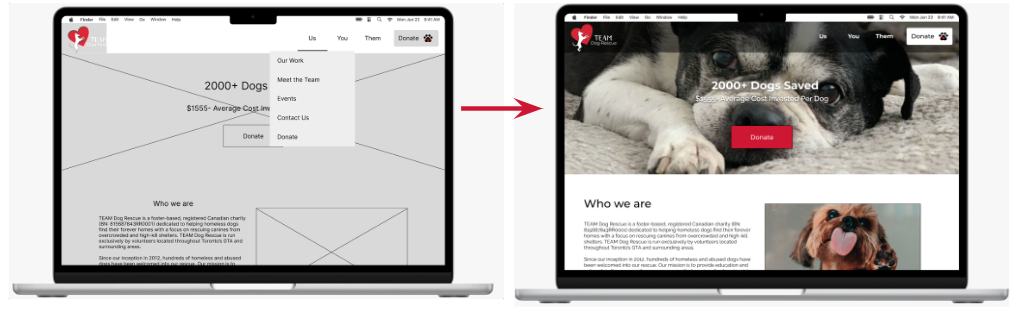 Finder File Edit View Go Window Help
Mon Jun 22 9:41 AM
TEAM
Us You Them Donate
Our Work
Meet the Team
Events
Contact Us
Donate
2000+ Dogs
$1555- Average Cost Inv
Donate
Who we are
TEAM Dog Rescue is a foster-based, registered Canadian charity
(BN: 815687843RR0001) dedicated to helping homeless dogs
find their forever homes with a focus on rescuing canines from
overcrowded and high-kill shelters. TEAM Dog Rescue is run
exclusively by volunteers located throughout Toronto's GTA and
surrounding areas.
Since our inception in 2012, hundreds of homeless and abused
dogs have been welcomed into our rescue. Our mission is to
Finder File Edit View Go Window Help
Mon Jun 22 9:41 AM
TEAM
Dog Rescue
Us You Them Donate
2000+ Dogs Saved
$1555- Average Cost Invested Per Dog
Donate
Who we are
TEAM Dog Rescue is a foster-based, registered Canadian charity (BN:
815687843RR0001) dedicated to helping homeless dogs find their forever
homes with a focus on rescuing canines from overcrowded and high-kill
shelters. TEAM Dog Rescue is run exclusively by volunteers located
throughout Toronto's GTA and surrounding areas.
Since our inception in 2012, hundreds of homeless and abused dogs have
been welcomed into our rescue. Our mission is to provide education and